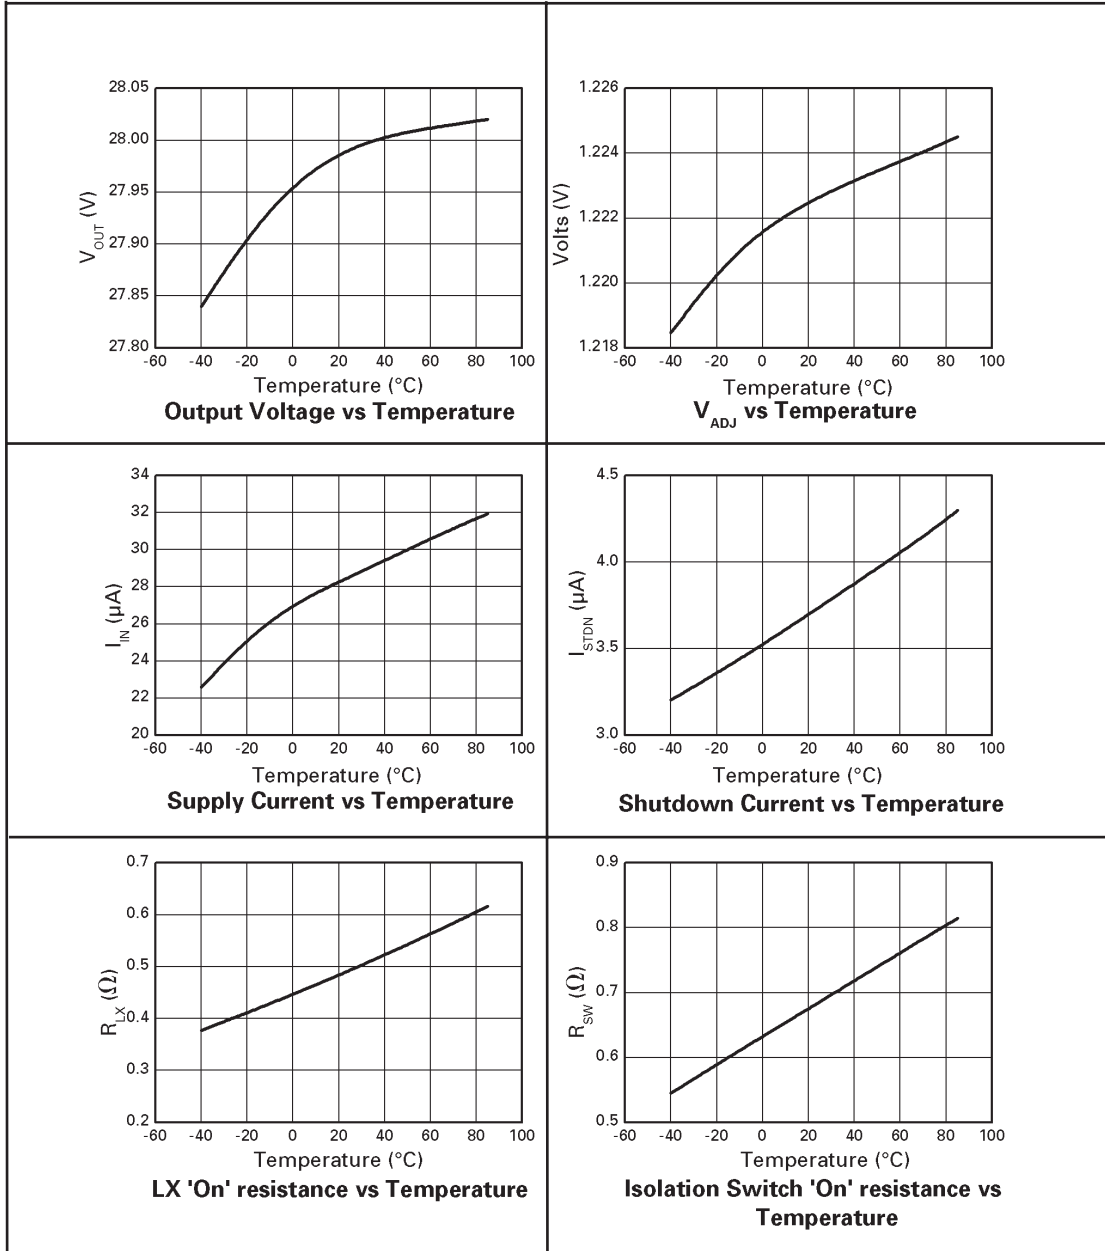 28.05
28.00
27.95
27.90
27.85
27.80
V_OUT (V)
-60 -40 -20 0 20 40 60 80 100
Temperature (°C)
Output Voltage vs Temperature
1.226
1.224
1.222
1.220
1.218
Volts (V)
-60 -40 -20 0 20 40 60 80 100
Temperature (°C)
V_ADJ vs Temperature
34
32
30
28
26
24
22
20
I_IN (µA)
-60 -40 -20 0 20 40 60 80 100
Temperature (°C)
Supply Current vs Temperature
4.5
4.0
3.5
3.0
I_STDN (µA)
-60 -40 -20 0 20 40 60 80 100
Temperature (°C)
Shutdown Current vs Temperature
0.7
0.6
0.5
0.4
0.3
0.2
R_LX (Ω)
-60 -40 -20 0 20 40 60 80 100
Temperature (°C)
LX 'On' resistance vs Temperature
0.9
0.8
0.7
0.6
0.5
R_SW (Ω)
-60 -40 -20 0 20 40 60 80 100
Temperature (°C)
Isolation Switch 'On' resistance vs
Temperature